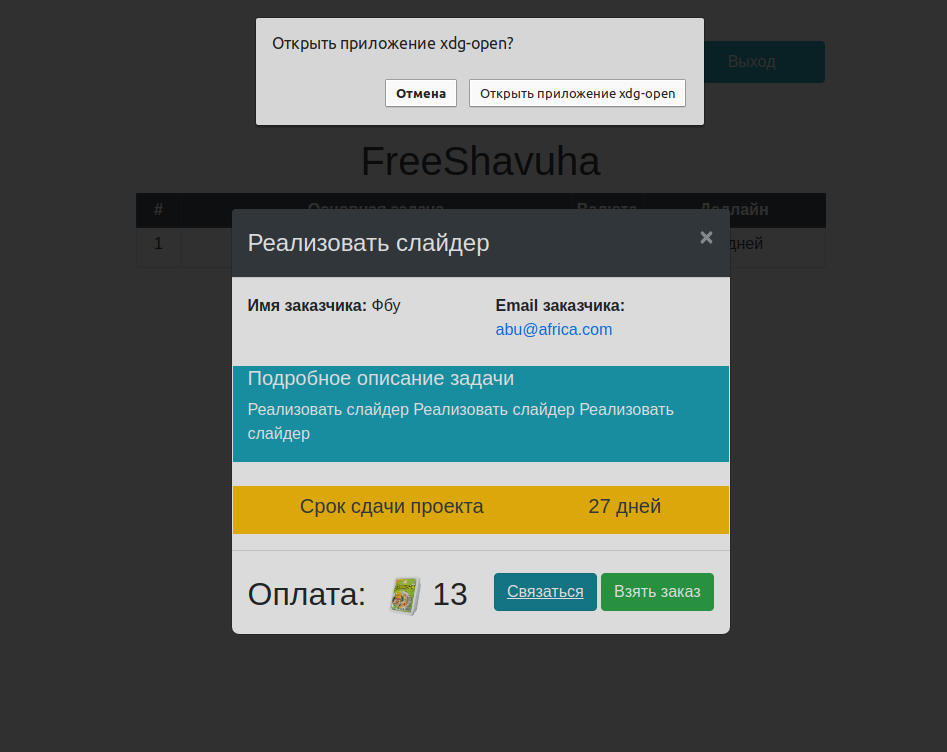 Открыть приложение xdg-open?
Отмена Открыть приложение xdg-open
Выход
FreeShavuha
# Основная задача Валюта Дедлайн
1 дней
Реализовать слайдер ×
Имя заказчика: Фбу Email заказчика:
abu@africa.com
Подробное описание задачи
Реализовать слайдер Реализовать слайдер Реализовать
слайдер
Срок сдачи проекта 27 дней
Оплата: 13 Связаться Взять заказ